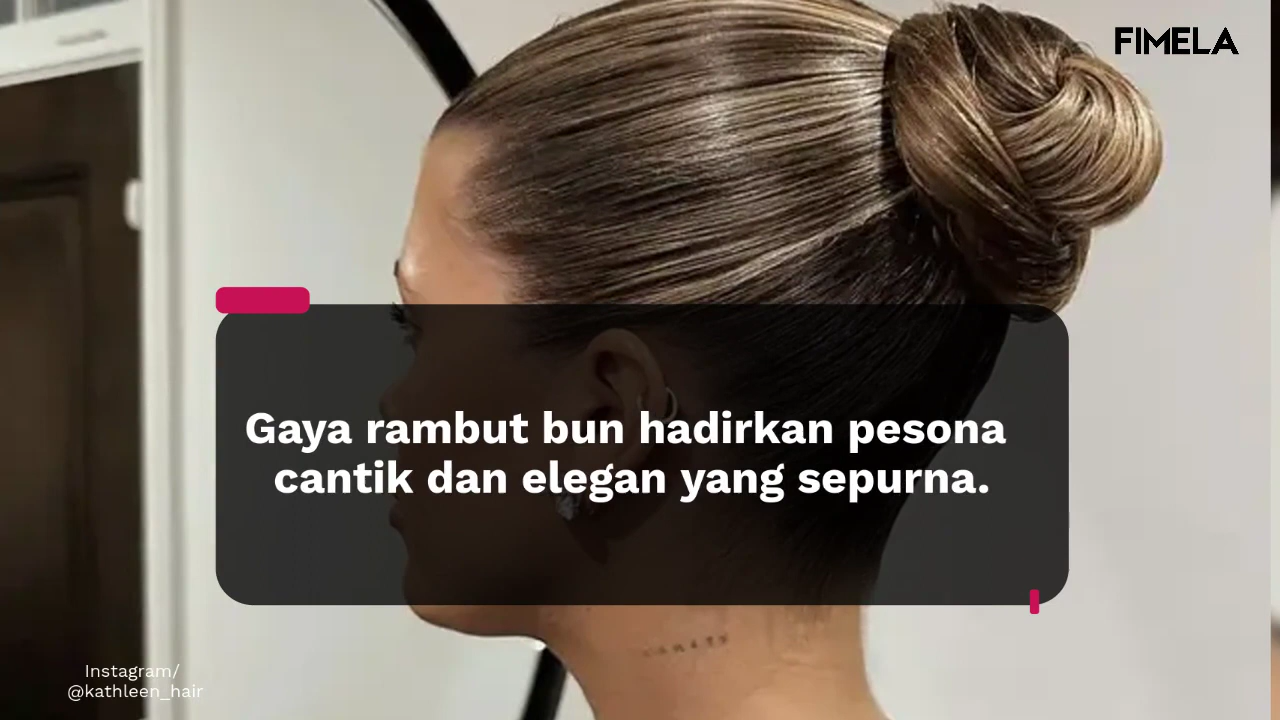 FIMELA
Gaya rambut bun hadirkan pesona
cantik dan elegan yang sepurna.
Instagram/
@kathleen_hair